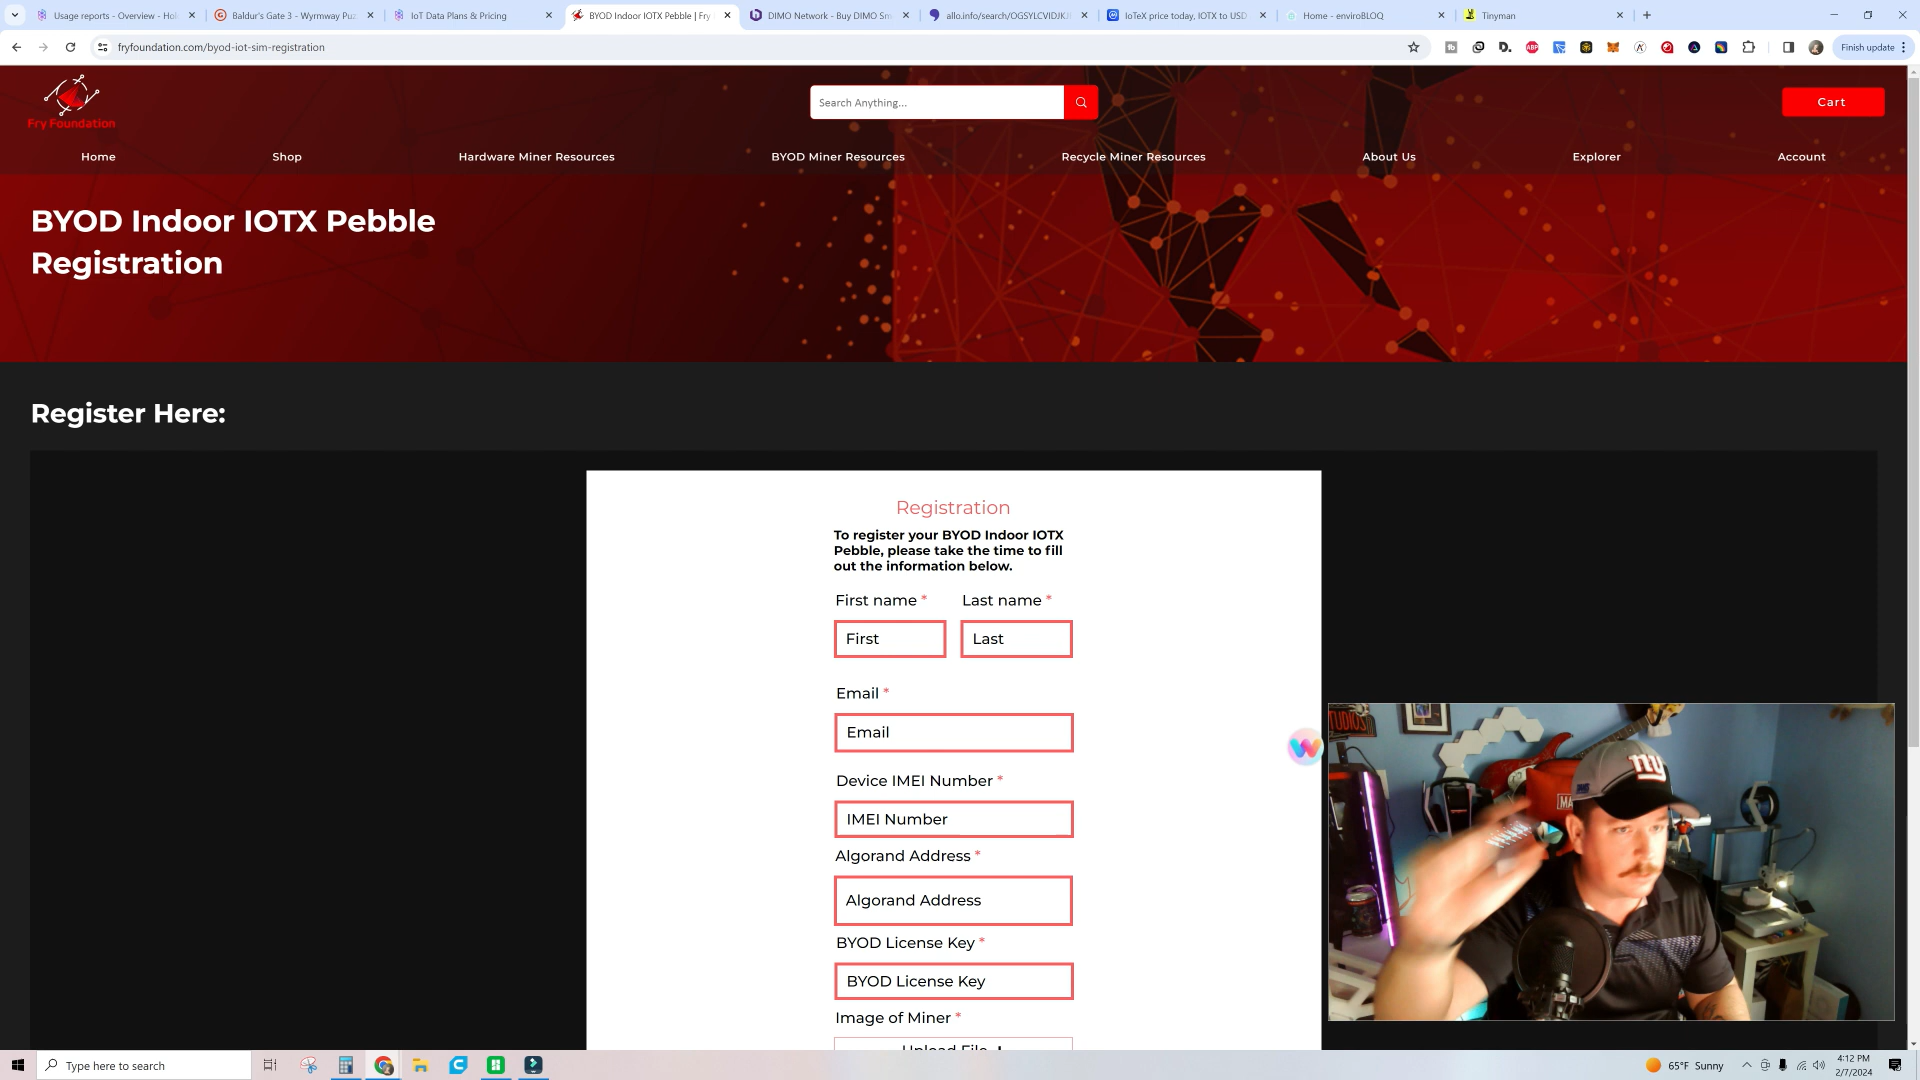 Usage reports - Overview - Hol
Baldur's Gate 3 - Wyrmway Puz
IoT Data Plans & Pricing
BYOD Indoor IOTX Pebble | Fry
DIMO Network - Buy DIMO Sm
allo.info/search/OGSYLCVIDJKJ
IoTeX price today, IOTX to USD
Home - enviroBLOQ
Tinyman
fryfoundation.com/byod-iot-sim-registration
Finish update
Fry Foundation
Search Anything...
Cart
Home
Shop
Hardware Miner Resources
BYOD Miner Resources
Recycle Miner Resources
About Us
Explorer
Account
BYOD Indoor IOTX Pebble
Registration
Register Here:
Registration
To register your BYOD Indoor IOTX
Pebble, please take the time to fill
out the information below.
First name *
Last name *
First
Last
Email *
Email
Device IMEI Number *
IMEI Number
Algorand Address *
Algorand Address
BYOD License Key *
BYOD License Key
Image of Miner *
Upload File
TUDIOS
ny
Type here to search
65°F Sunny
4:12 PM
2/7/2024